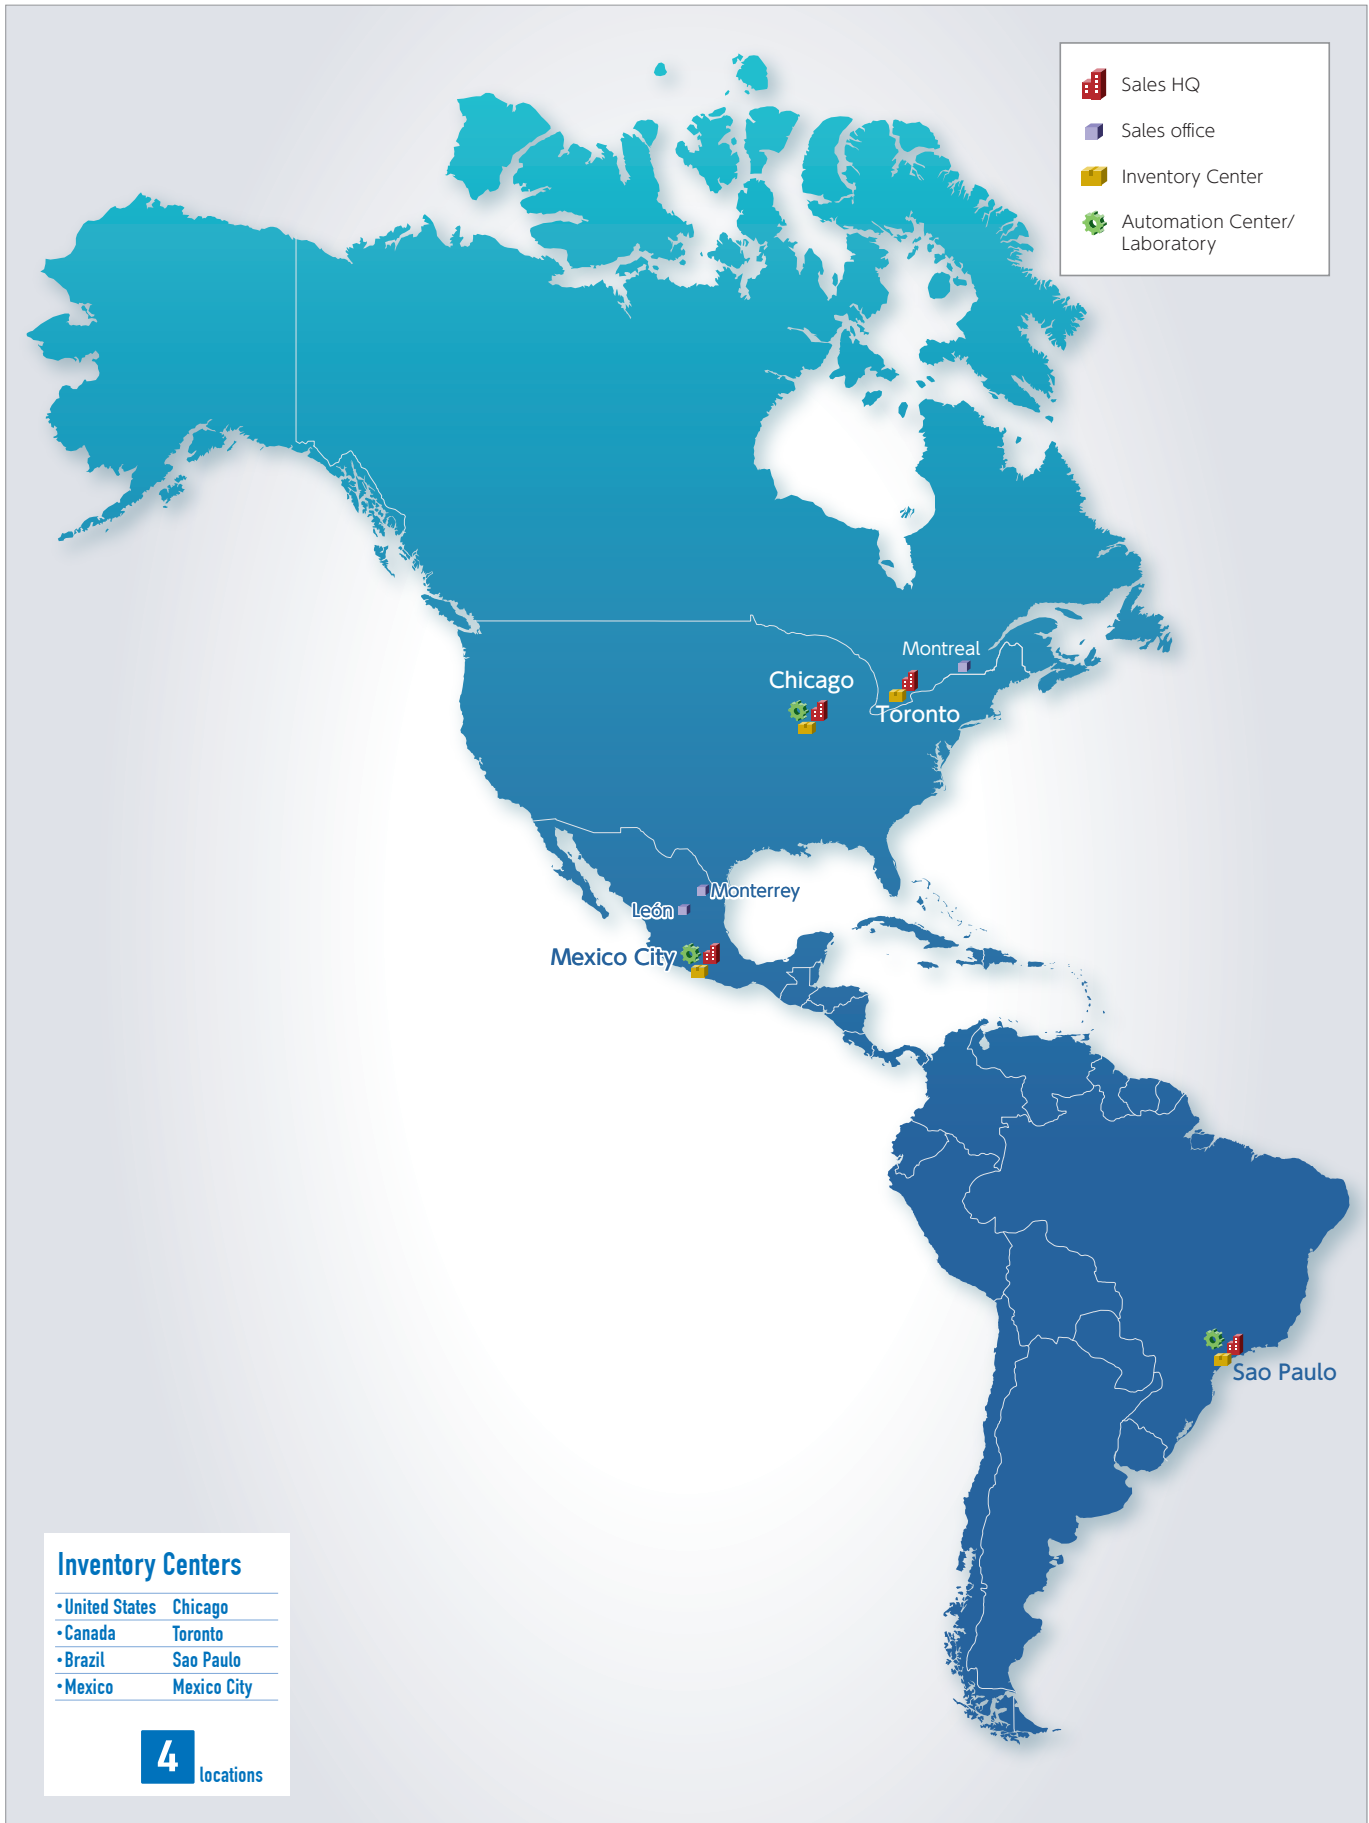 Sales HQ
Sales office
Inventory Center
Automation Center/
Laboratory
Montreal
Chicago
Toronto
Monterrey
León
Mexico City
Sao Paulo
Inventory Centers
•United States Chicago
•Canada Toronto
•Brazil Sao Paulo
•Mexico Mexico City
4 locations